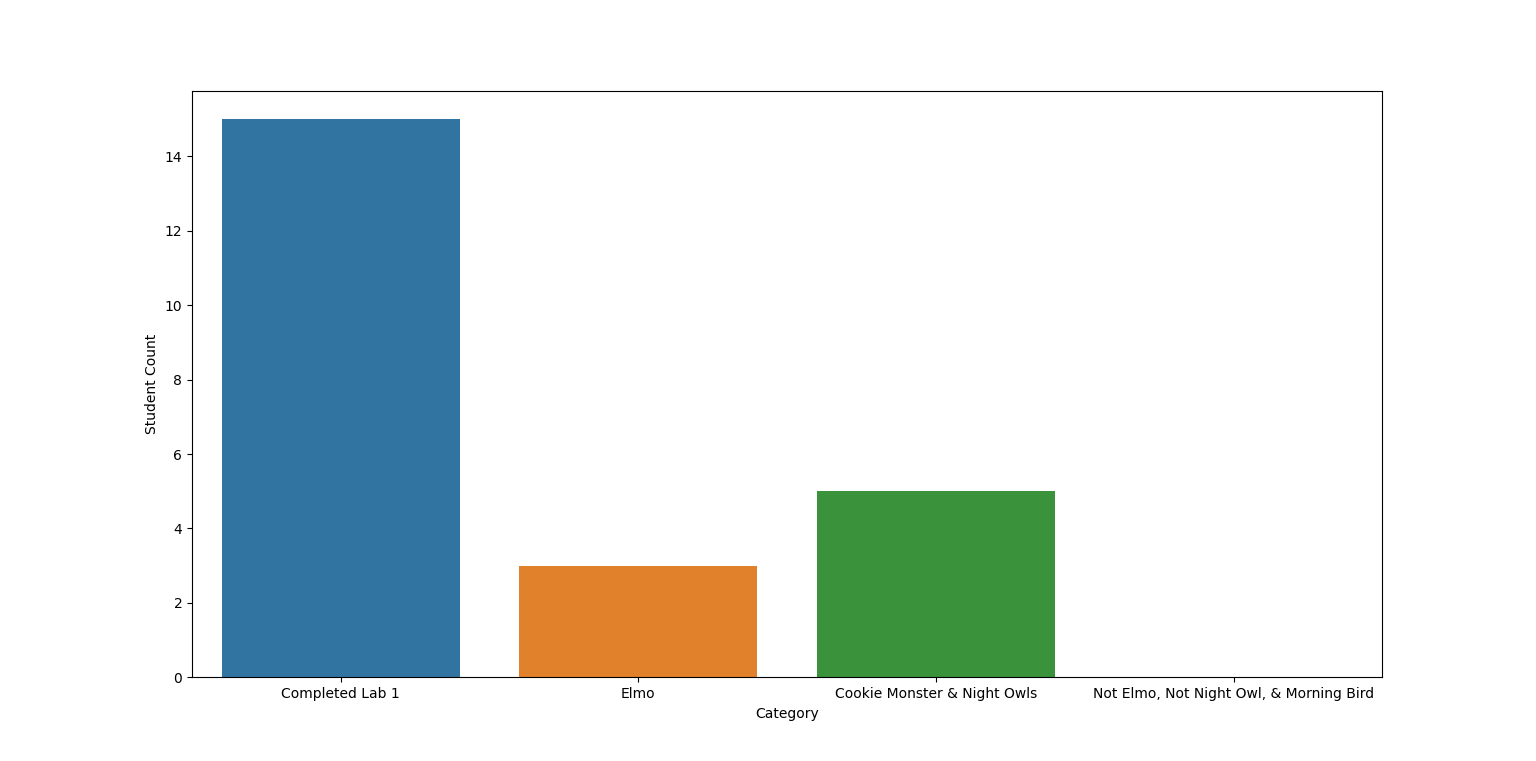 14
12
10
8
6
4
2
0
Student Count
Completed Lab 1
Elmo
Cookie Monster & Night Owls
Not Elmo, Not Night Owl, & Morning Bird
Category